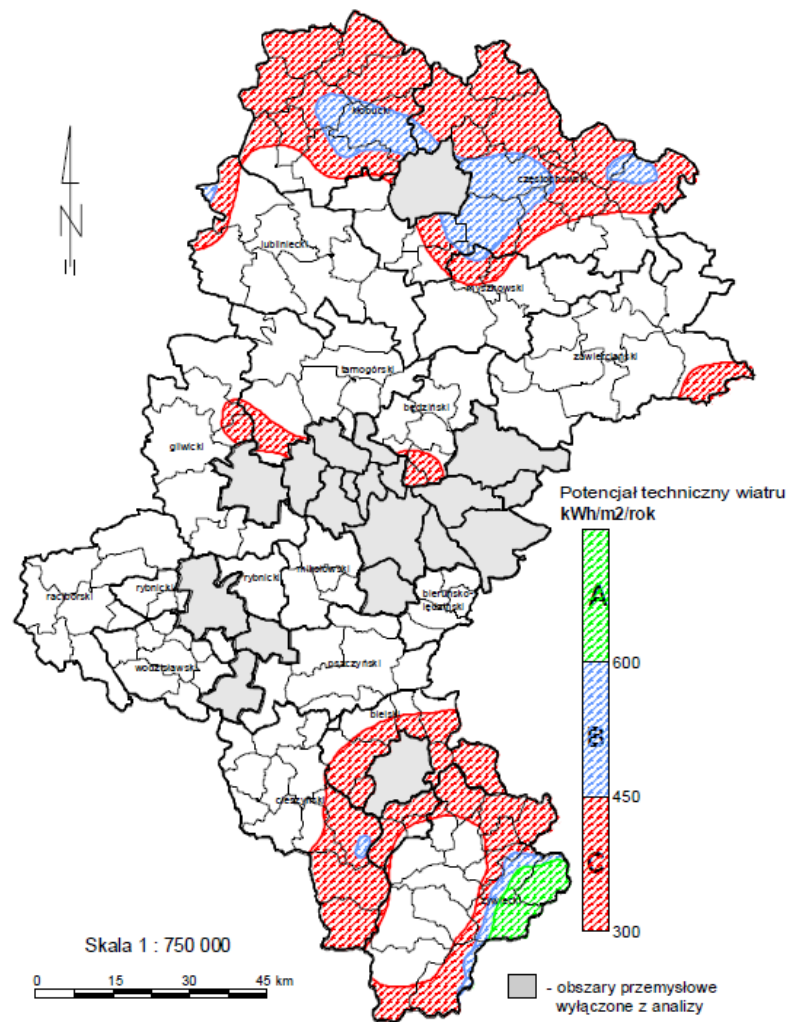 kłobucki
N
częstochowski
lubliniecki
myszkowski
zawierciański
tarnogórski
będziński
gliwicki
Potencjał techniczny wiatru
kWh/m2/rok
A
raciborski
rybnicki
rybnicki
mikołowski
bieruńsko-
lędziński
600
wodzisławski
pszczyński
B
bielski
450
cieszyński
C
żywiecki
300
Skala 1 : 750 000
0 15 30 45 km
- obszary przemysłowe
wyłączone z analizy